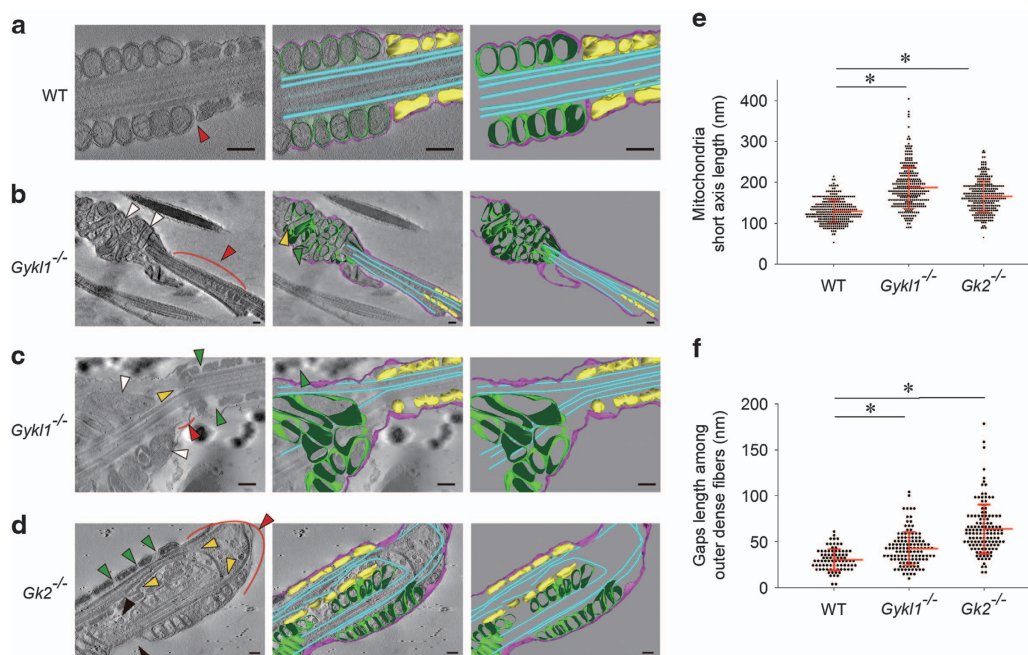 a
WT
b
Gykl1-/-
c
Gykl1-/-
d
Gk2-/-
e
*
*
Mitochondria
short axis length (nm)
400
300
200
100
0
WT
Gykl1-/-
Gk2-/-
f
*
*
Gaps length among
outer dense fibers (nm)
200
150
100
50
0
WT
Gykl1-/-
Gk2-/-